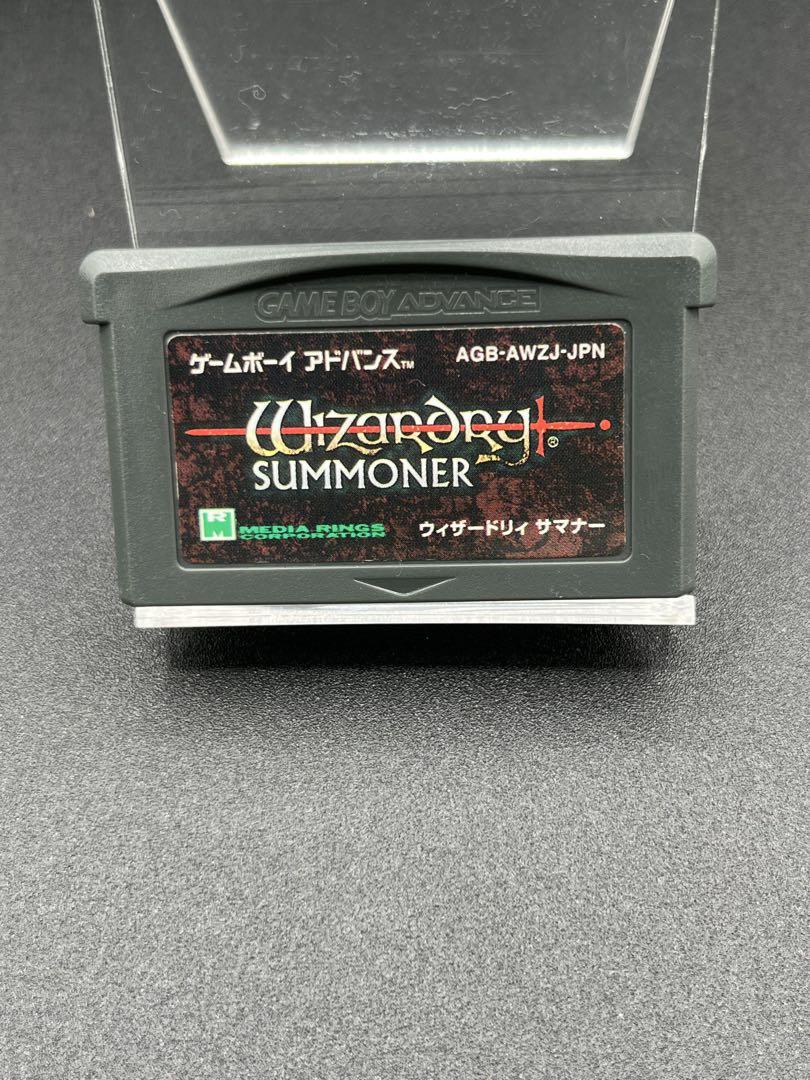 GAME BOY ADVANCE
ゲームボーイ アドバンス™ AGB-AWZJ-JPN
Wizardry®
SUMMONER
RM MEDIA RINGS CORPORATION
ウィザードリィ サマナー